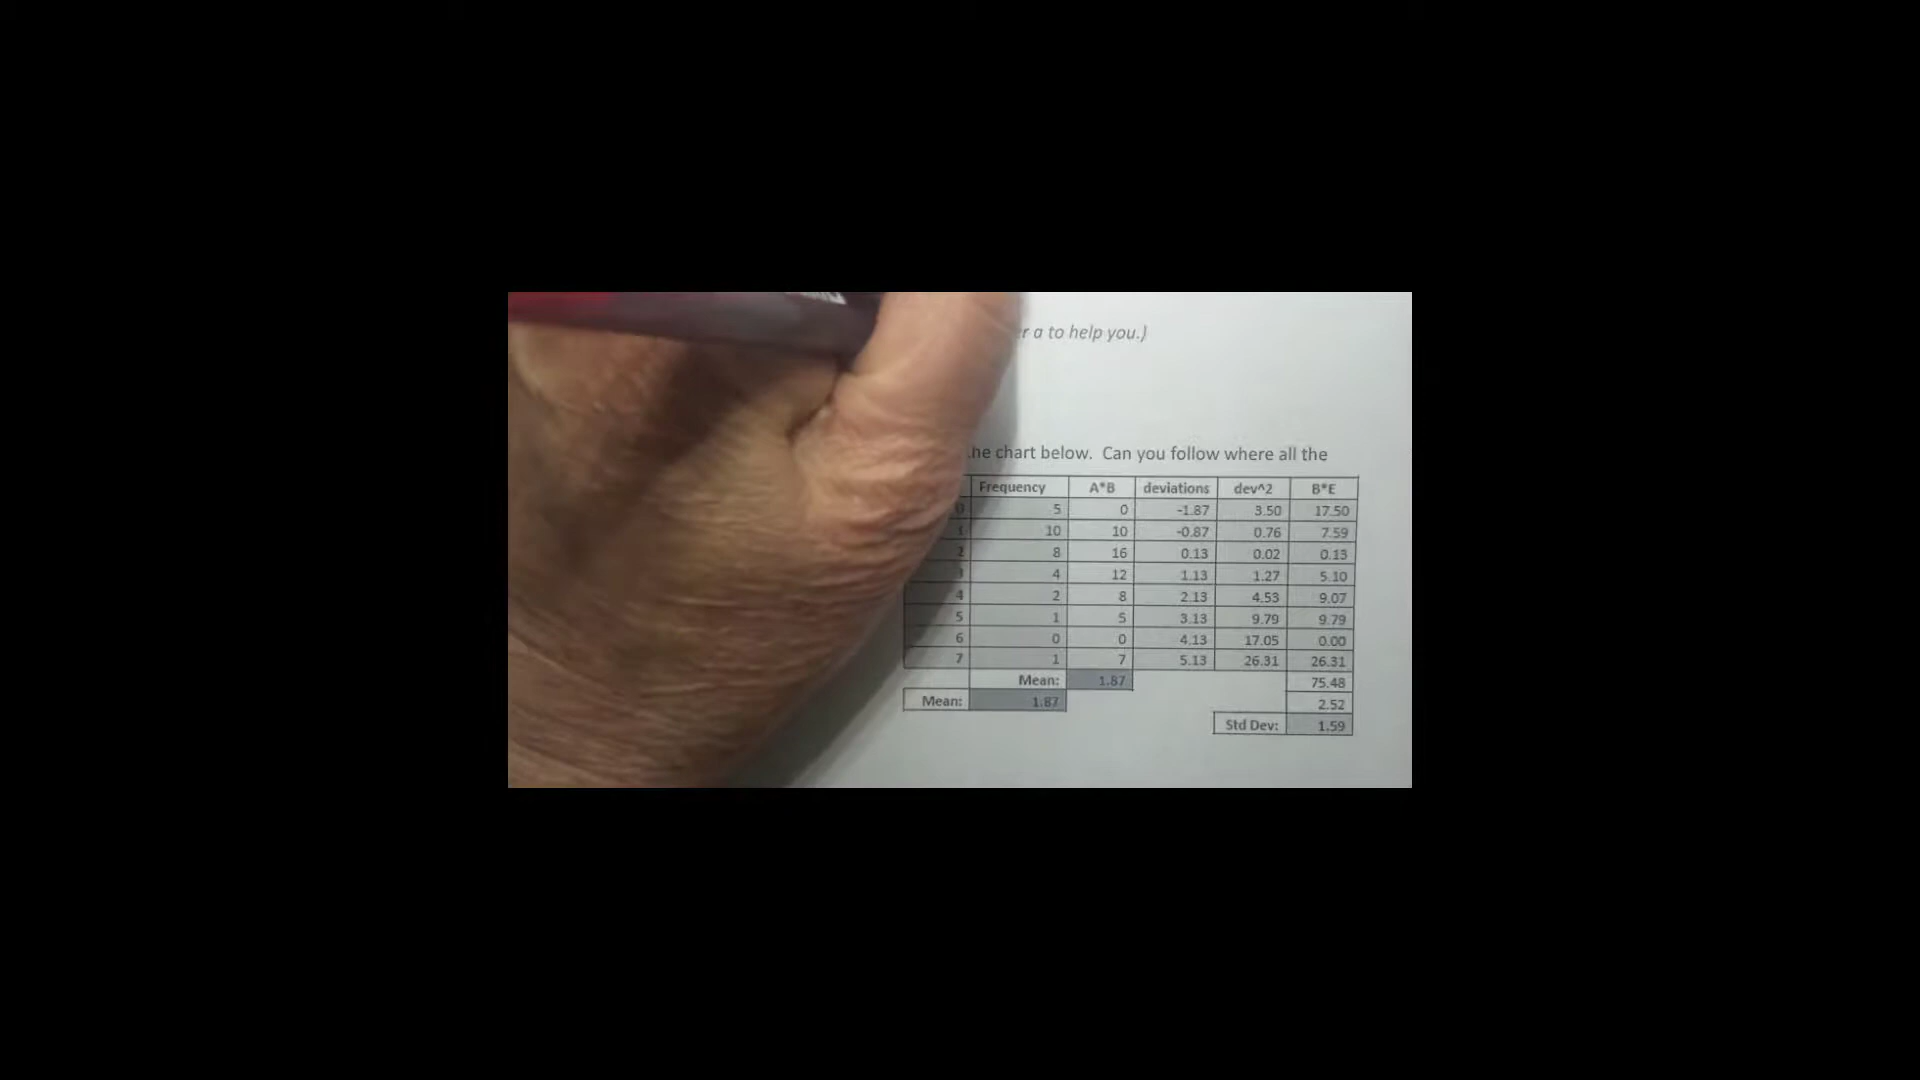 r a to help you.)
he chart below. Can you follow where all the
Frequency A*B deviations dev^2 B*E
0 5 0 -1.87 3.50 17.50
1 10 10 -0.87 0.76 7.59
2 8 16 0.13 0.02 0.13
3 4 12 1.13 1.27 5.10
4 2 8 2.13 4.53 9.07
5 1 5 3.13 9.79 9.79
6 0 0 4.13 17.05 0.00
7 1 7 5.13 26.31 26.31
Mean: 1.87 75.48
Mean: 1.87 2.52
Std Dev: 1.59